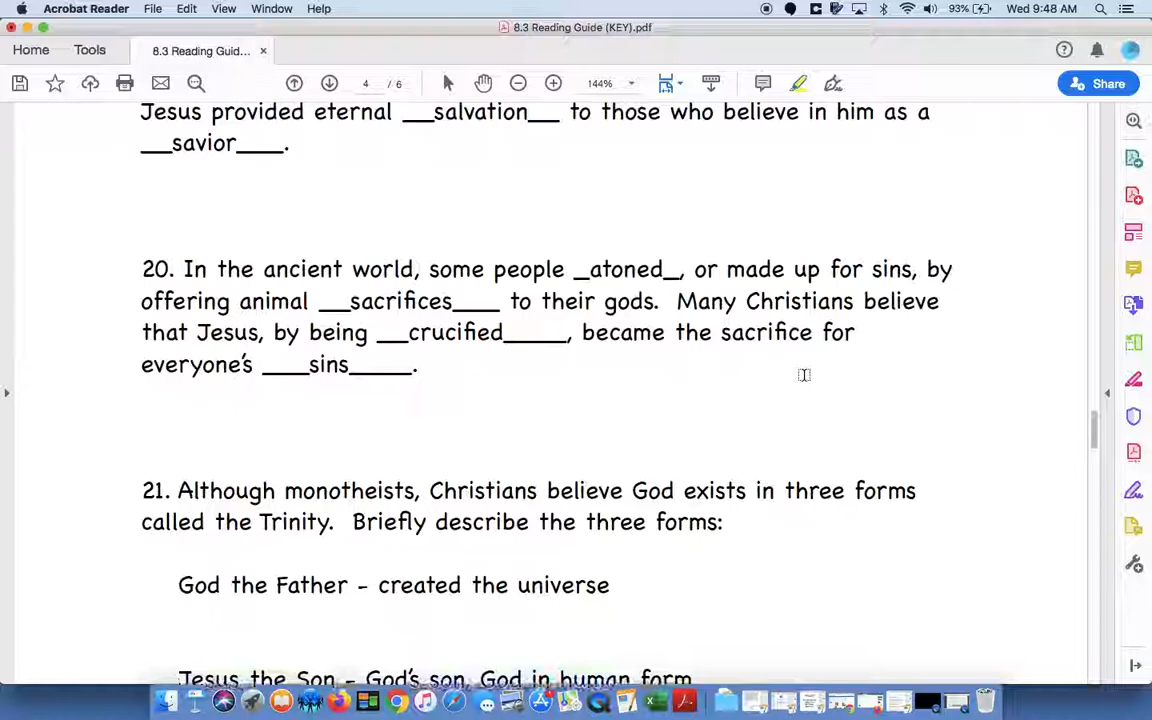 Acrobat Reader File Edit View Window Help 93% Wed 9:48 AM
8.3 Reading Guide (KEY).pdf
Home Tools 8.3 Reading Guid... ×
4 / 6 144% Share
Jesus provided eternal ___salvation___ to those who believe in him as a
___savior____.
20. In the ancient world, some people _atoned_, or made up for sins, by
offering animal ___sacrifices____ to their gods. Many Christians believe
that Jesus, by being ___crucified______, became the sacrifice for
everyone's ____sins_____.
21. Although monotheists, Christians believe God exists in three forms
called the Trinity. Briefly describe the three forms:
God the Father - created the universe
Jesus the Son - God's son, God in human form